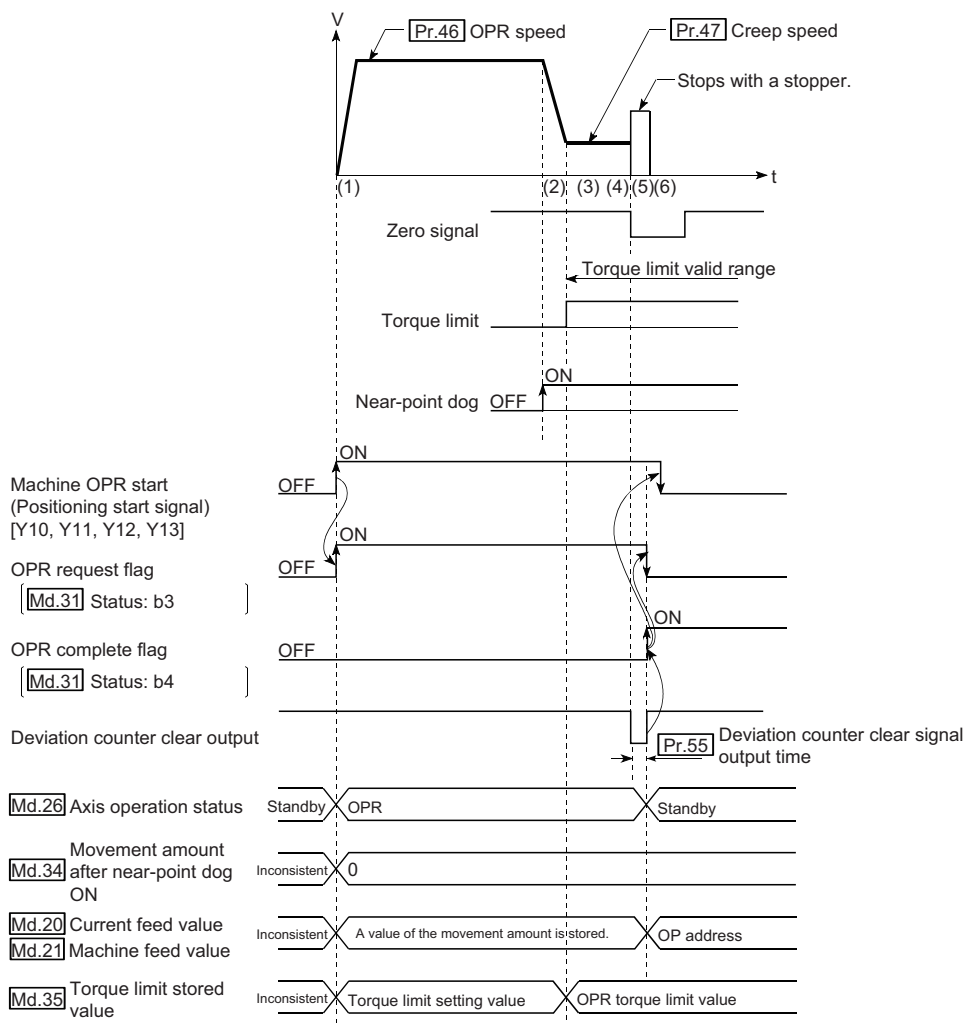 V
Pr.46 OPR speed
Pr.47 Creep speed
Stops with a stopper.
t
(1)
(2)
(3)
(4)
(5)
(6)
Zero signal
Torque limit valid range
Torque limit
ON
Near-point dog
OFF
ON
Machine OPR start
(Positioning start signal)
[Y10, Y11, Y12, Y13]
OFF
ON
OPR request flag
OFF
Md.31 Status: b3
ON
OPR complete flag
OFF
Md.31 Status: b4
Deviation counter clear output
Pr.55 Deviation counter clear signal
output time
Md.26 Axis operation status
Standby
OPR
Standby
Md.34 Movement amount
after near-point dog
ON
Inconsistent
0
Md.20 Current feed value
Md.21 Machine feed value
Inconsistent
A value of the movement amount is stored.
OP address
Md.35 Torque limit stored
value
Inconsistent
Torque limit setting value
OPR torque limit value